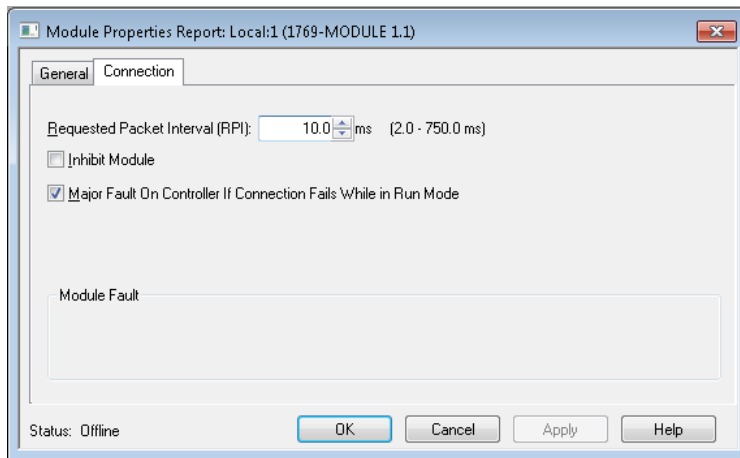 Module Properties Report: Local:1 (1769-MODULE 1.1)
General Connection
Requested Packet Interval (RPI): 10.0 ms (2.0 - 750.0 ms)
Inhibit Module
Major Fault On Controller If Connection Fails While in Run Mode
Module Fault
Status: Offline OK Cancel Apply Help